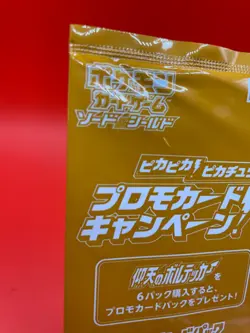 ポケモン
カードゲーム
ソード&シールド
ピカピカ! ピカチュウ
プロモカード
キャンペーン!
仰天のボルテッカー を
6パック購入すると、
プロモカードパックをプレゼント!